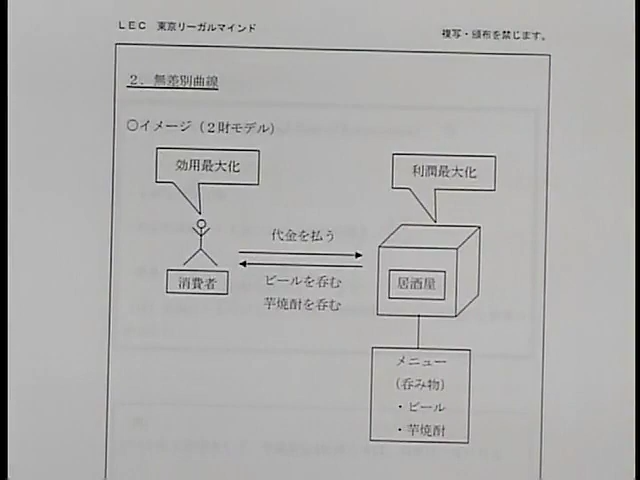 LEC 東京リーガルマインド
複写・頒布を禁じます。
2．無差別曲線
○イメージ（2財モデル）
効用最大化
利潤最大化
代金を払う
消費者
ビールを呑む
芋焼酎を呑む
居酒屋
メニュー
（呑み物）
・ビール
・芋焼酎